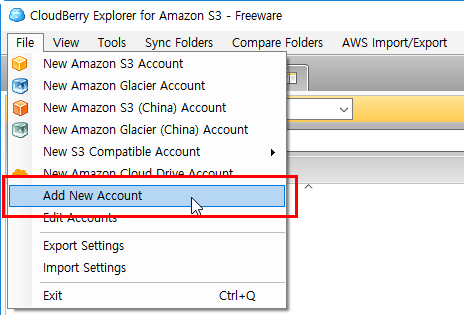 CloudBerry Explorer for Amazon S3 - Freeware
File View Tools Sync Folders Compare Folders AWS Import/Export
New Amazon S3 Account
New Amazon Glacier Account
New Amazon S3 (China) Account
New Amazon Glacier (China) Account
New S3 Compatible Account
New Amazon Cloud Drive Account
Add New Account
Edit Accounts
Export Settings
Import Settings
Exit Ctrl+Q